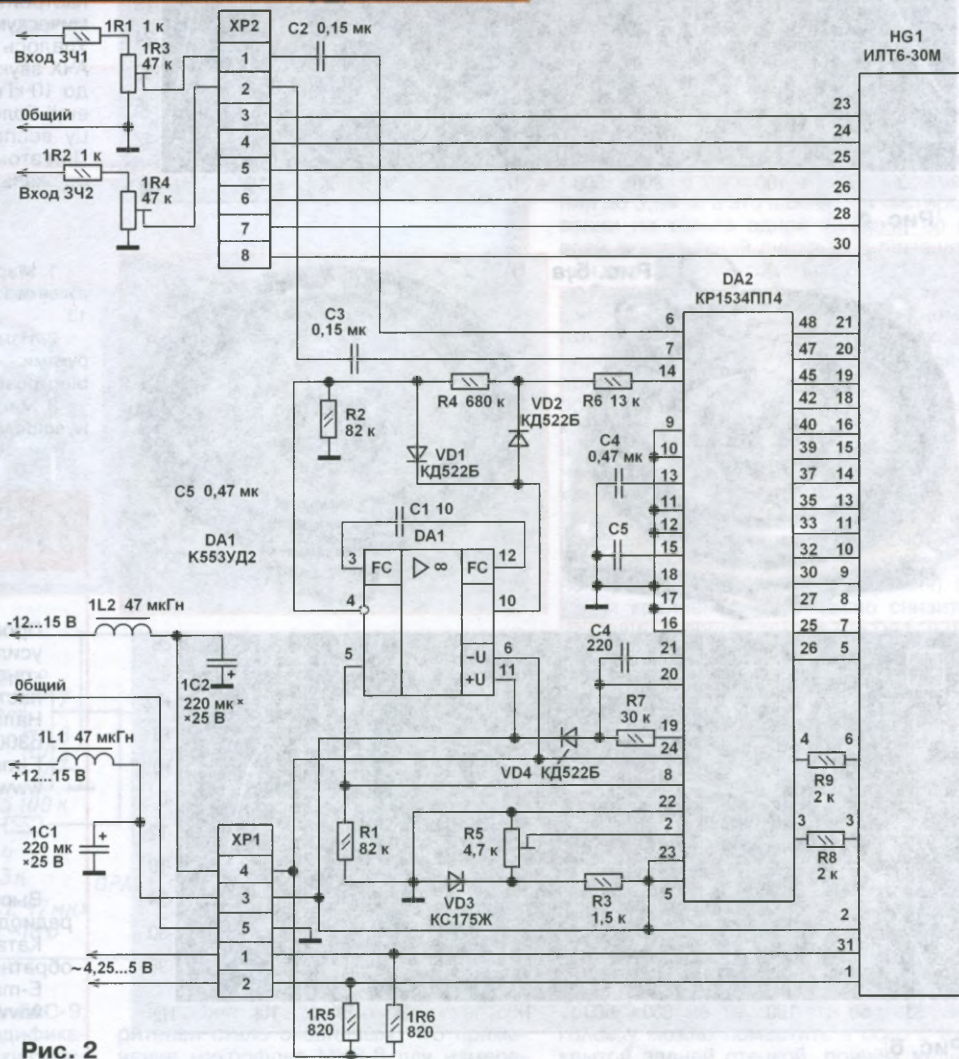 1R1 1 к
Вход ЗЧ1
1R3
47 к
Общий
1R2 1 к
Вход ЗЧ2
1R4
47 к
XP2
1
2
3
4
5
6
7
8
C2 0,15 мк
HG1
ИЛТ6-30М
23
24
25
26
28
30
Рис.
Рис. 6,а
DA2
КР1534ПП4
C3
0,15 мк
6
7
14
R4 680 к
VD2
КД522Б
R6 13 к
R2
82 к
VD1
КД522Б
9
10
C4
0,47 мк
13
11
12
C5
15
18
17
16
C4
220
21
20
R7
30 к
19
24
8
22
2
23
5
48 21
47 20
45 19
42 18
40 16
39 15
37 14
35 13
33 11
32 10
30 9
27 8
25 7
26 5
4 6
R9
2 к
3 3
R8
2 к
2
31
1
C5 0,47 мк
DA1
К553УД2
C1 10
DA1
3
FC
▷ ∞
FC
12
4
10
5
6
−U
11
+U
VD4 КД522Б
1L2 47 мкГн
-12...15 В
1C2
220 мк ×
×25 В
Общий
1L1 47 мкГн
+12...15 В
1C1
220 мк
×25 В
XP1
4
3
5
1
2
R1
82 к
R5
4,7 к
VD3
КС175Ж
R3
1,5 к
~4,25...5 В
1R5
820
1R6
820
Рис. 2